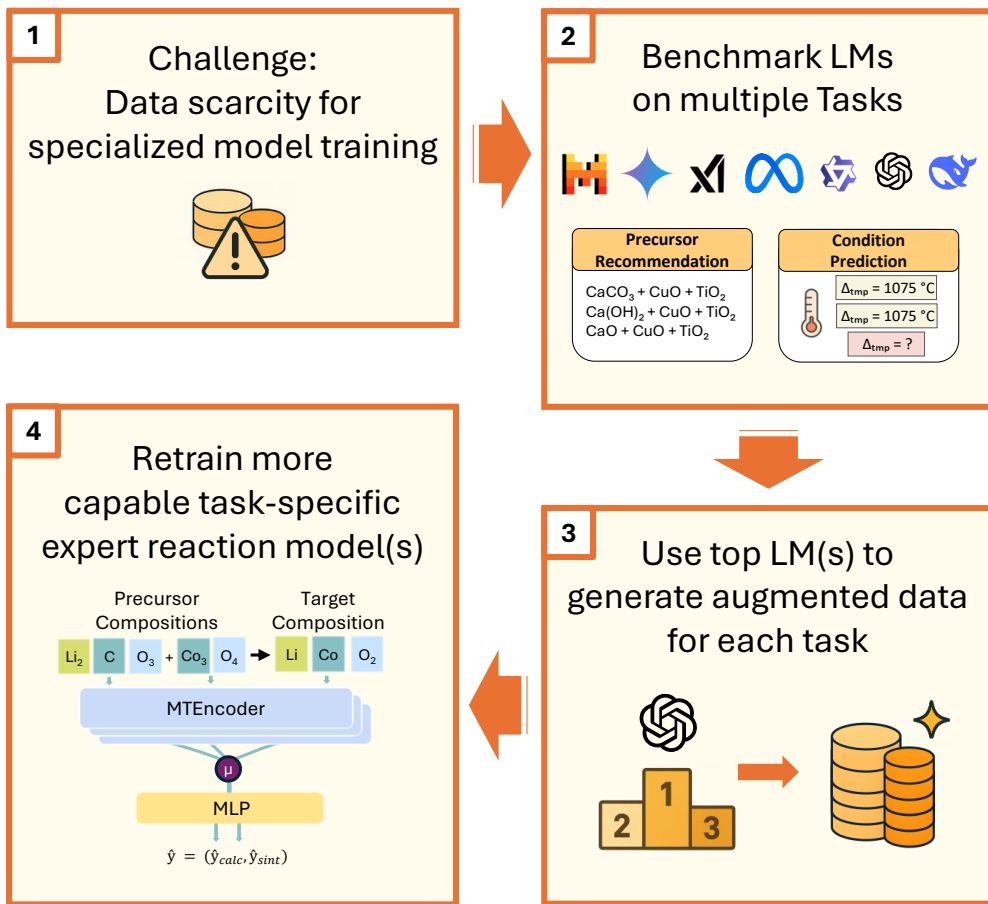 1
Challenge:
Data scarcity for
specialized model training
2
Benchmark LMs
on multiple Tasks
Precursor
Recommendation
CaCO₃ + CuO + TiO₂
Ca(OH)₂ + CuO + TiO₂
CaO + CuO + TiO₂
Condition
Prediction
Δₜₘₚ = 1075 °C
Δₜₘₚ = 1075 °C
Δₜₘₚ = ?
3
Use top LM(s) to
generate augmented data
for each task
1
2
3
4
Retrain more
capable task-specific
expert reaction model(s)
Precursor
Compositions
Target
Composition
Li₂ C O₃ + Co₃ O₄ → Li Co O₂
MTEncoder
μ
MLP
ŷ = (ŷ_calc, ŷ_sint)